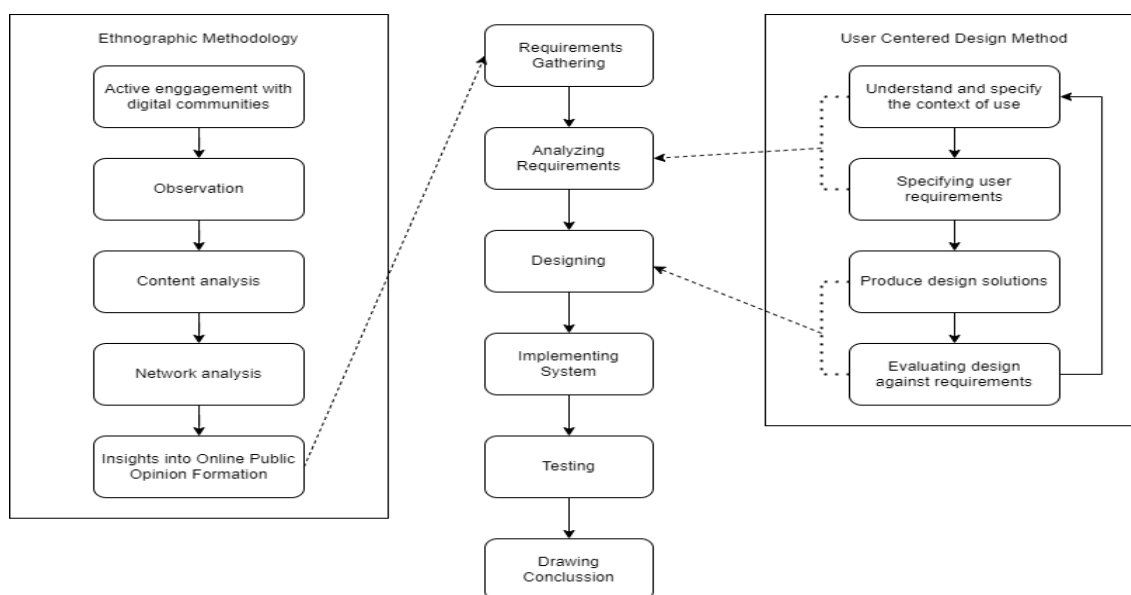 Ethnographic Methodology
Active enggagement with
digital communities
Observation
Content analysis
Network analysis
Insights into Online Public
Opinion Formation
Requirements
Gathering
Analyzing
Requirements
Designing
Implementing
System
Testing
Drawing
Conclussion
User Centered Design Method
Understand and specify
the context of use
Specifying user
requirements
Produce design solutions
Evaluating design
against requirements